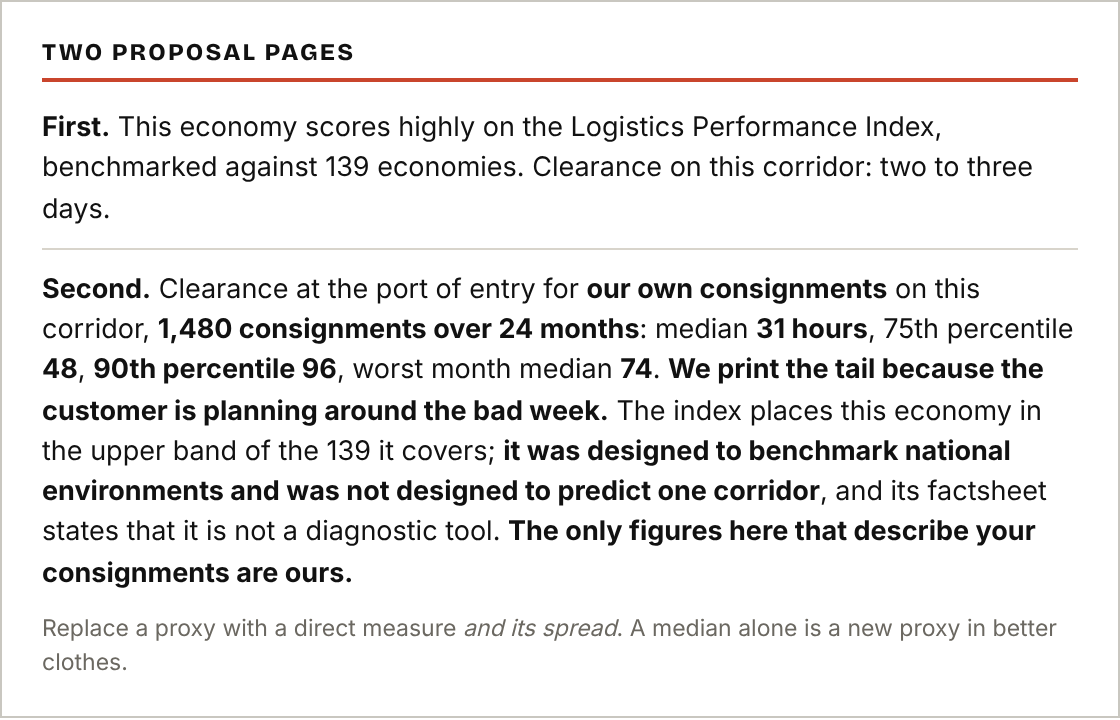 TWO PROPOSAL PAGES
First. This economy scores highly on the Logistics Performance Index,
benchmarked against 139 economies. Clearance on this corridor: two to three
days.
Second. Clearance at the port of entry for our own consignments on this
corridor, 1,480 consignments over 24 months: median 31 hours, 75th percentile
48, 90th percentile 96, worst month median 74. We print the tail because the
customer is planning around the bad week. The index places this economy in
the upper band of the 139 it covers; it was designed to benchmark national
environments and was not designed to predict one corridor, and its factsheet
states that it is not a diagnostic tool. The only figures here that describe your
consignments are ours.
Replace a proxy with a direct measure and its spread. A median alone is a new proxy in better
clothes.